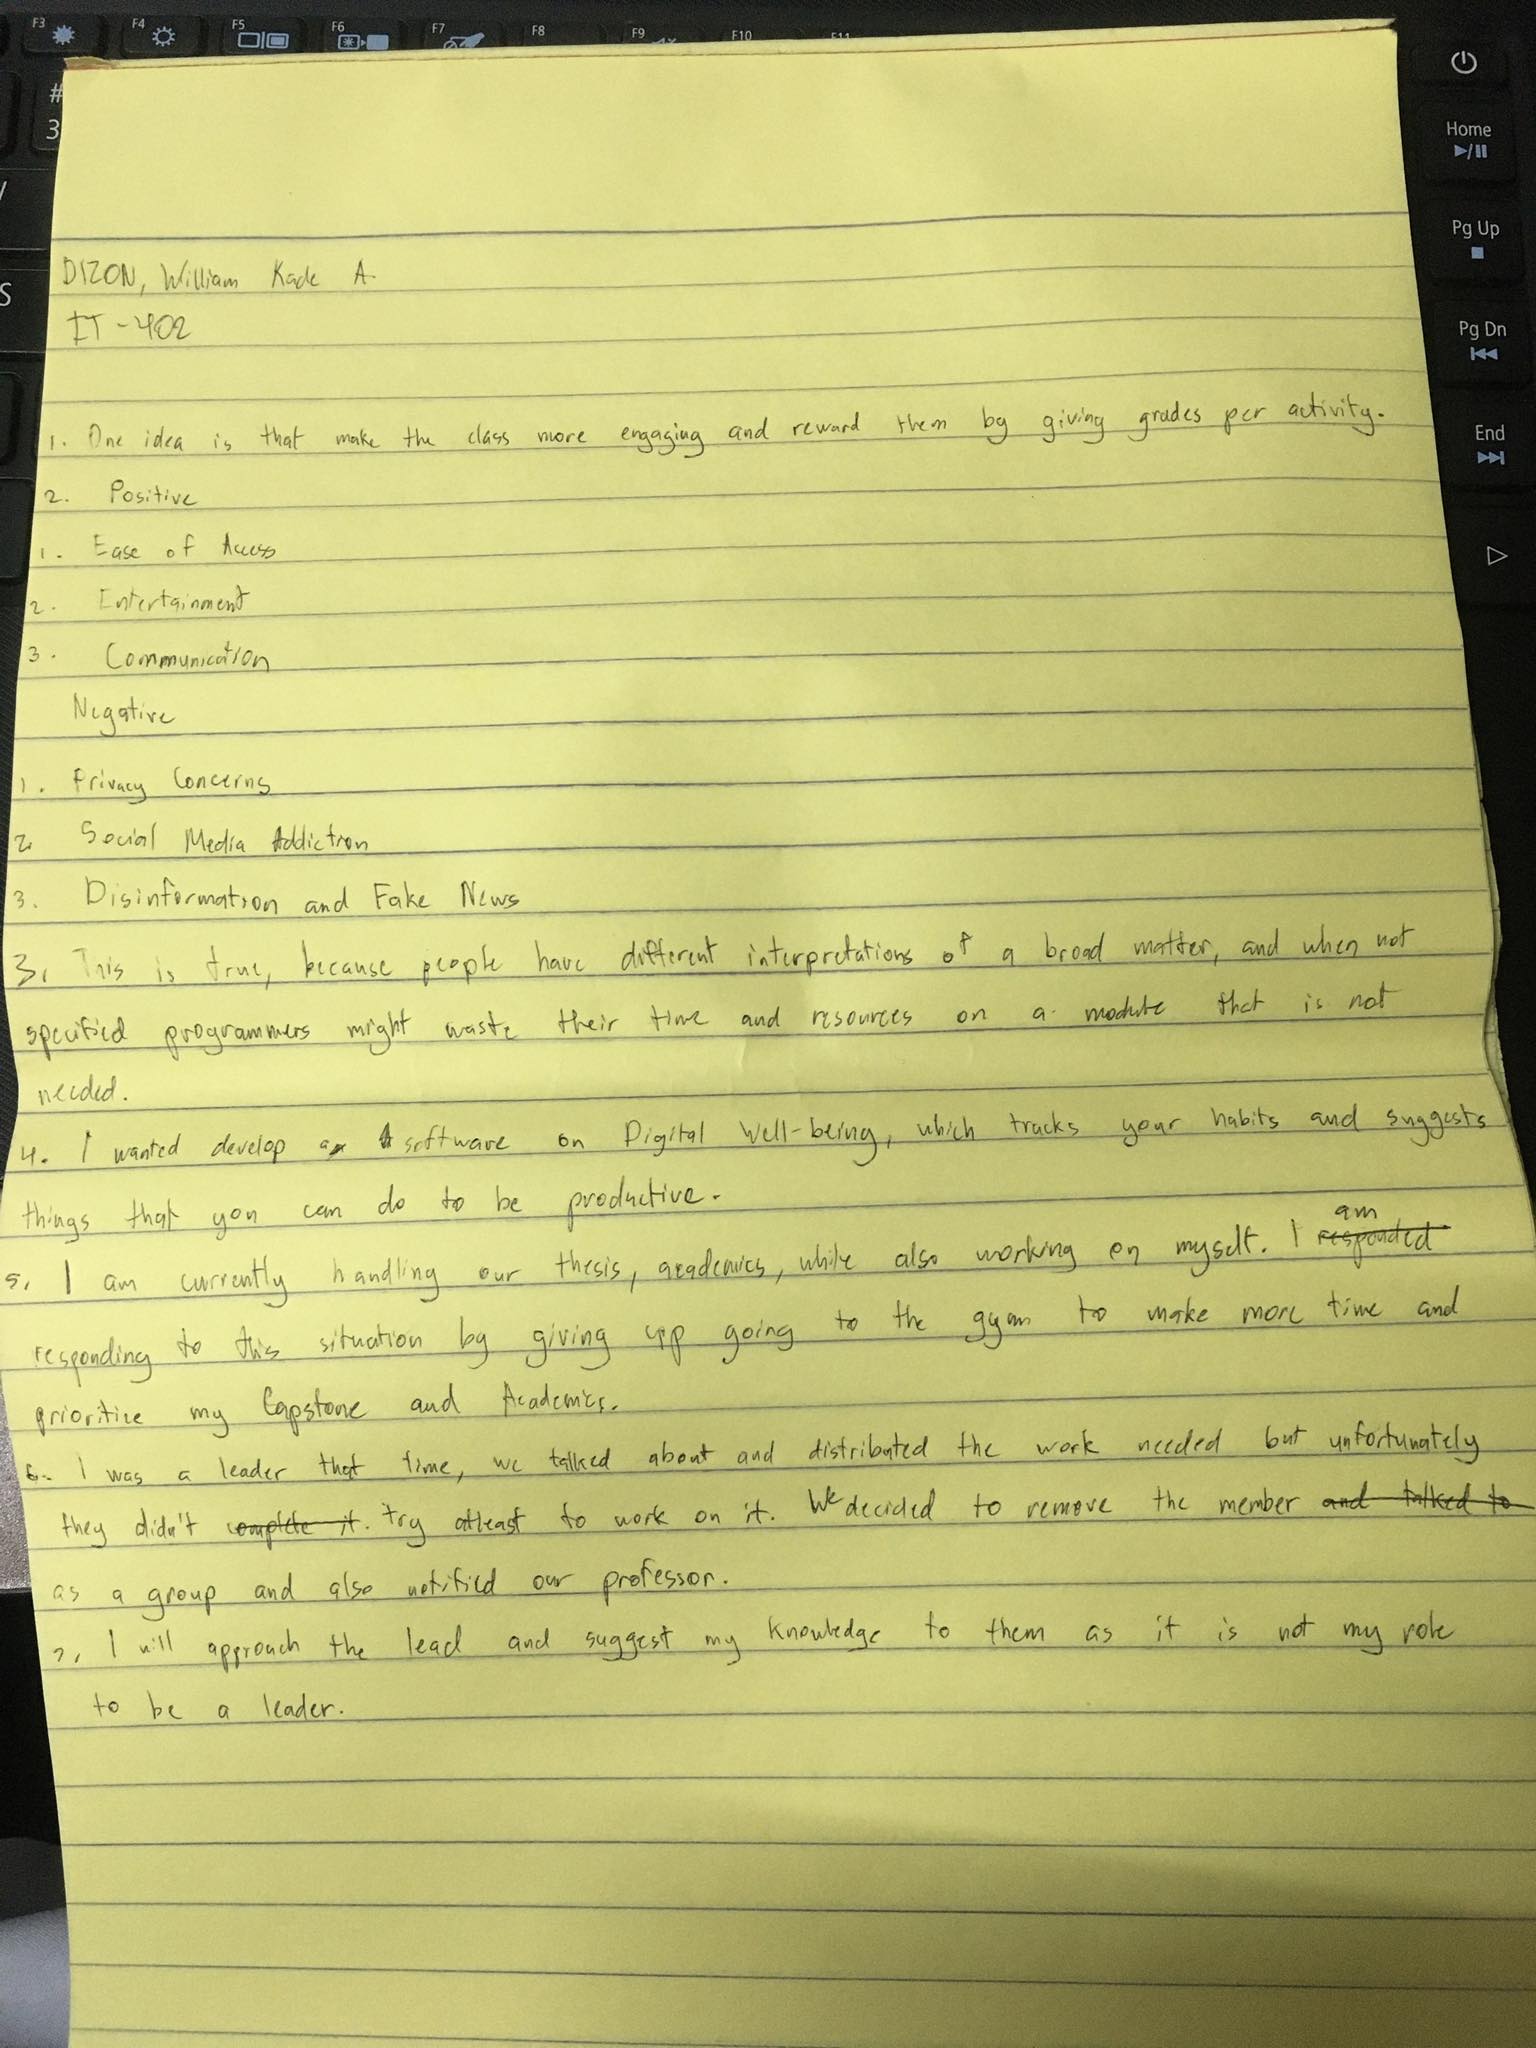 F3 F4 F5 F6 F7 F8 F9 F10 F11
#
3
Home
Pg Up
Pg Dn
End
S
DIZON, William Kade A.
IT-402
1. One idea is that make the class more engaging and reward them by giving grades per activity.
2. Positive
1. Ease of Access
2. Entertainment
3. Communication
Negative
1. Privacy Concerns
2. Social Media Addiction
3. Disinformation and Fake News
3. This is true, because people have different interpretations of a broad matter, and when not
specified programmers might waste their time and resources on a module that is not
needed.
4. I wanted develop a software on Digital Well-being, which tracks your habits and suggests
things that you can do to be productive.
5. I am currently handling our thesis, academics, while also working on myself. I responded am
responding to this situation by giving up going to the gym to make more time and
prioritize my Capstone and Academics.
6. I was a leader that time, we talked about and distributed the work needed but unfortunately
they didn't complete it. try atleast to work on it. We decided to remove the member and talked to
as a group and also notified our professor.
7. I will approach the lead and suggest my knowledge to them as it is not my role
to be a leader.